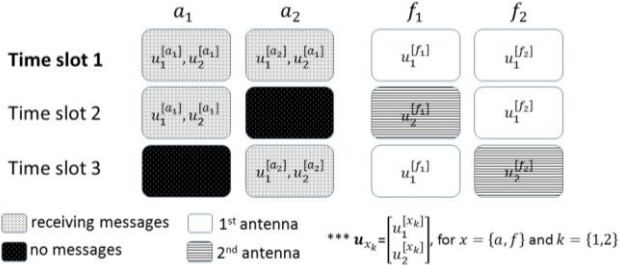 a₁ a₂ f₁ f₂
Time slot 1 u₁^[a₁], u₂^[a₁] u₁^[a₂], u₂^[a₁] u₁^[f₁] u₁^[f₂]
Time slot 2 u₁^[a₁], u₂^[a₁] u₂^[f₁] u₁^[f₂]
Time slot 3 u₁^[a₂], u₂^[a₂] u₁^[f₁] u₂^[f₂]
receiving messages 1st antenna
no messages 2nd antenna
*** u_{x_k}=[u₁^[x_k] u₂^[x_k]], for x = {a, f} and k = {1,2}